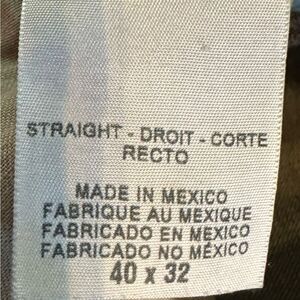 STRAIGHT - DROIT - CORTE
RECTO
MADE IN MEXICO
FABRIQUE AU MEXIQUE
FABRICADO EN MEXICO
FABRICADO NO MÉXICO
40 x 32